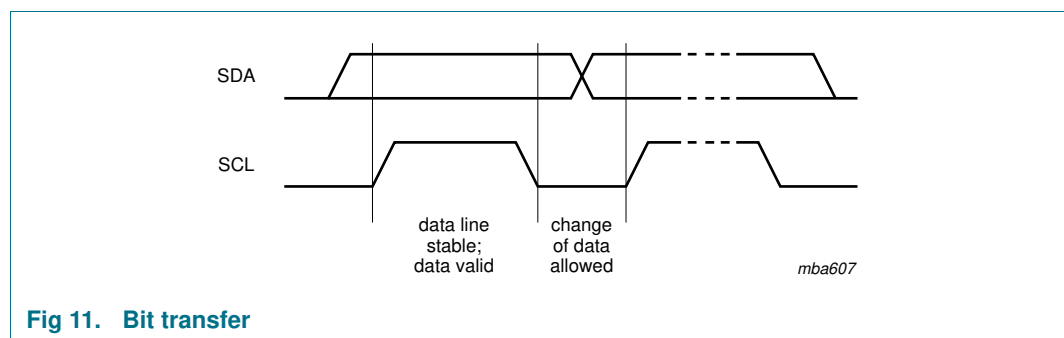 SDA
SCL
data line
stable;
data valid
change
of data
allowed
mba607
Fig 11. Bit transfer